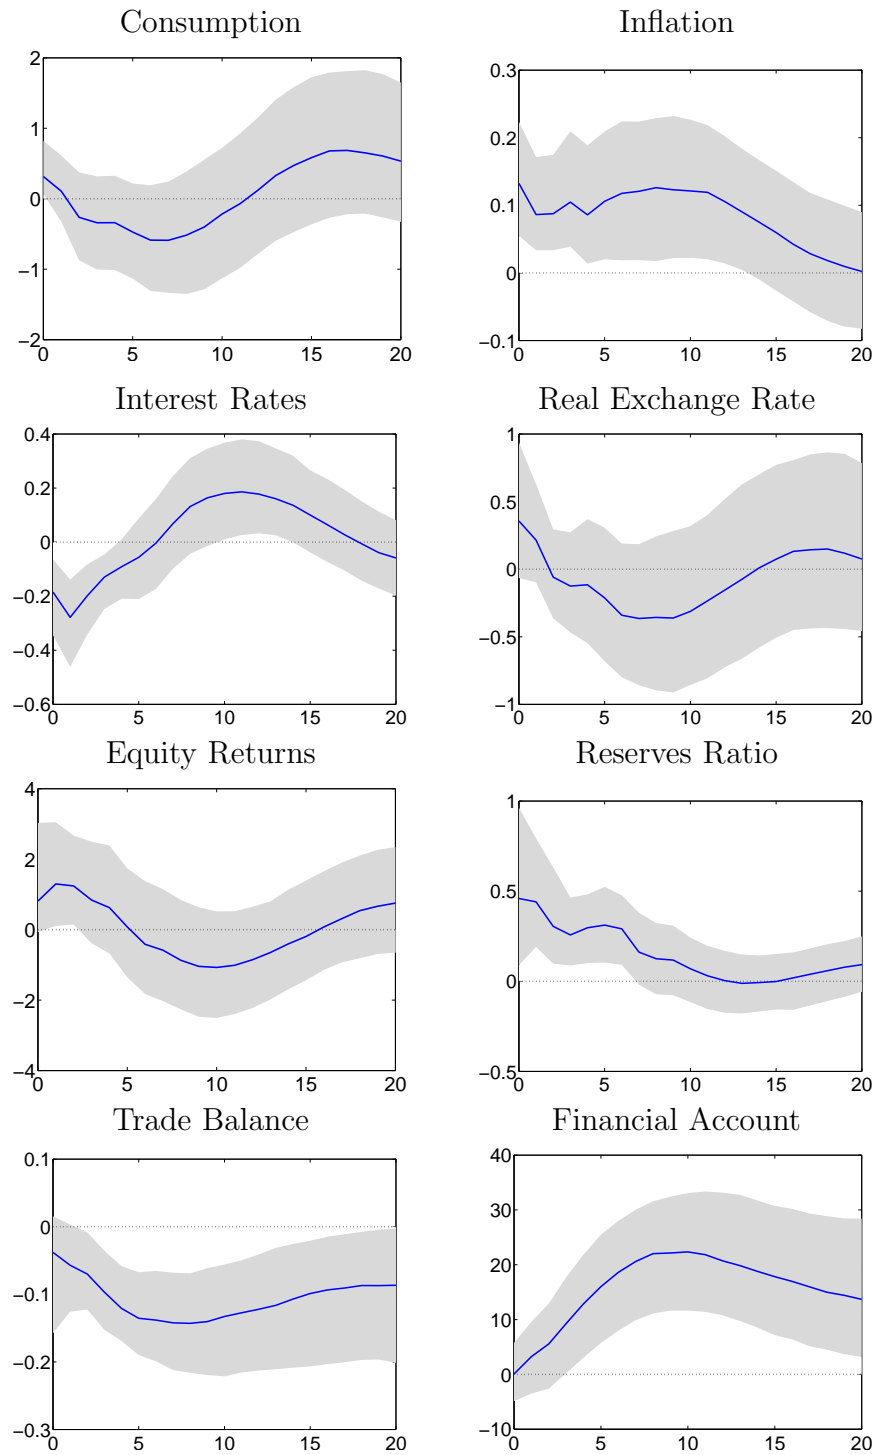 Consumption
2
1
0
−1
−2
0 5 10 15 20
Inflation
0.3
0.2
0.1
0
−0.1
0 5 10 15 20
Interest Rates
0.4
0.2
0
−0.2
−0.4
−0.6
0 5 10 15 20
Real Exchange Rate
1
0.5
0
−0.5
−1
0 5 10 15 20
Equity Returns
4
2
0
−2
−4
0 5 10 15 20
Reserves Ratio
1
0.5
0
−0.5
0 5 10 15 20
Trade Balance
0.1
0
−0.1
−0.2
−0.3
0 5 10 15 20
Financial Account
40
30
20
10
0
−10
0 5 10 15 20